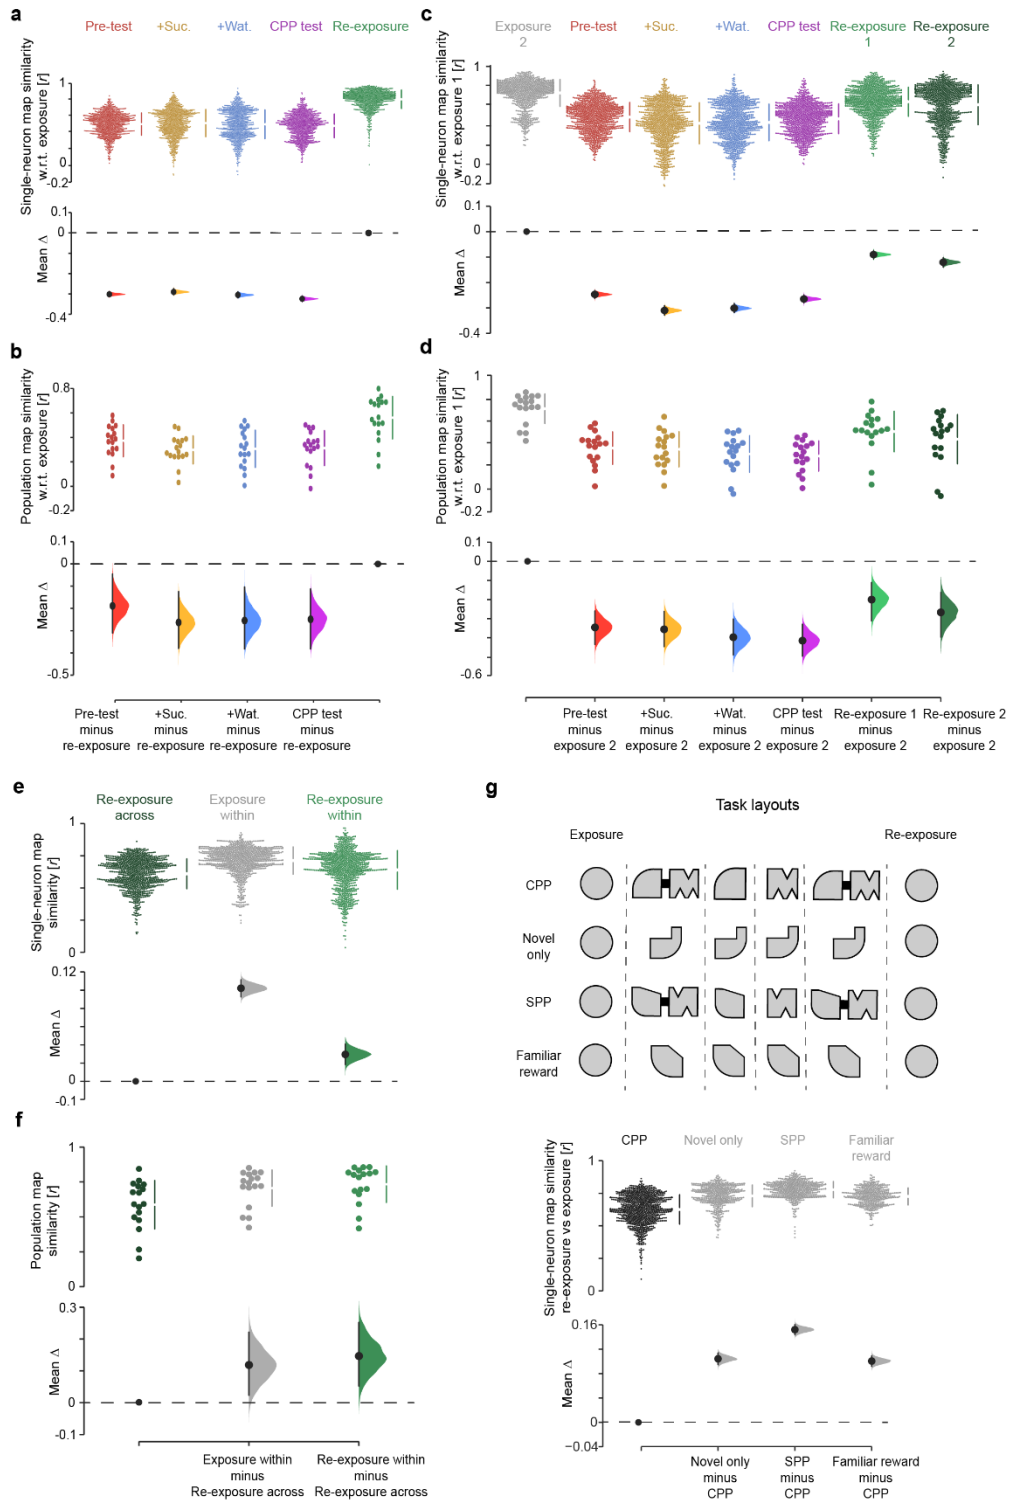 a
Pre-test
+Suc.
+Wat.
CPP test
Re-exposure
Single-neuron map similarity
w.r.t. exposure 1 [r]
1
0
-0.2
Mean Δ
0.1
0
-0.4
b
Population map similarity
w.r.t. exposure 1 [r]
0.8
-0.2
Mean Δ
0.1
0
-0.5
Pre-test
minus
re-exposure
+Suc.
minus
re-exposure
+Wat.
minus
re-exposure
CPP test
minus
re-exposure
c
Exposure
2
Pre-test
+Suc.
+Wat.
CPP test
Re-exposure
1
Re-exposure
2
Single-neuron map similarity
w.r.t. exposure 1 [r]
1
0
-0.2
Mean Δ
0.1
0
-0.4
d
Population map similarity
w.r.t. exposure 1 [r]
1
0
-0.2
Mean Δ
0.1
0
-0.6
Pre-test
minus
exposure 2
+Suc.
minus
exposure 2
+Wat.
minus
exposure 2
CPP test
minus
exposure 2
Re-exposure 1
minus
exposure 2
Re-exposure 2
minus
exposure 2
e
Re-exposure
across
Exposure
within
Re-exposure
within
Single-neuron map
similarity [r]
1
0
Mean Δ
0.12
0
-0.1
f
Population map
similarity [r]
1
0
Mean Δ
0.3
0
-0.1
Exposure within
minus
Re-exposure across
Re-exposure within
minus
Re-exposure across
g
Task layouts
Exposure
Re-exposure
CPP
Novel
only
SPP
Familiar
reward
CPP
Novel only
SPP
Familiar
reward
Single-neuron map similarity
re-exposure vs exposure [r]
1
0
Mean Δ
0.16
0
−0.04
Novel only
minus
CPP
SPP
minus
CPP
Familiar reward
minus
CPP